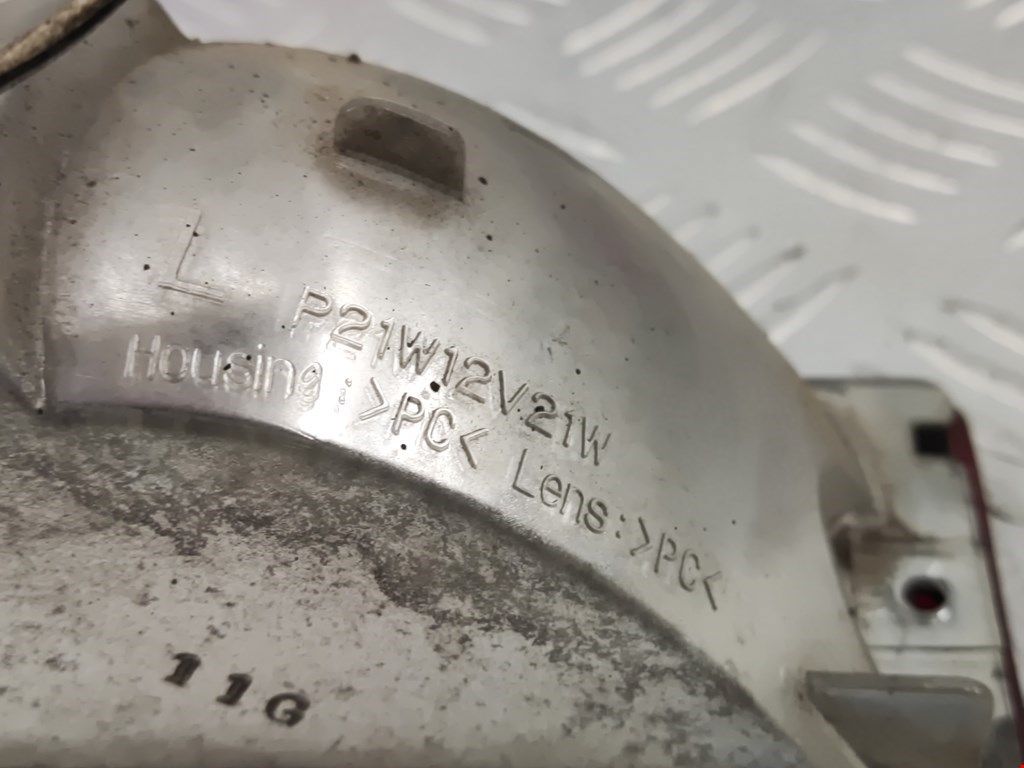 L
P21W12V21W
Housing:>PC< Lens:>PC<
11G